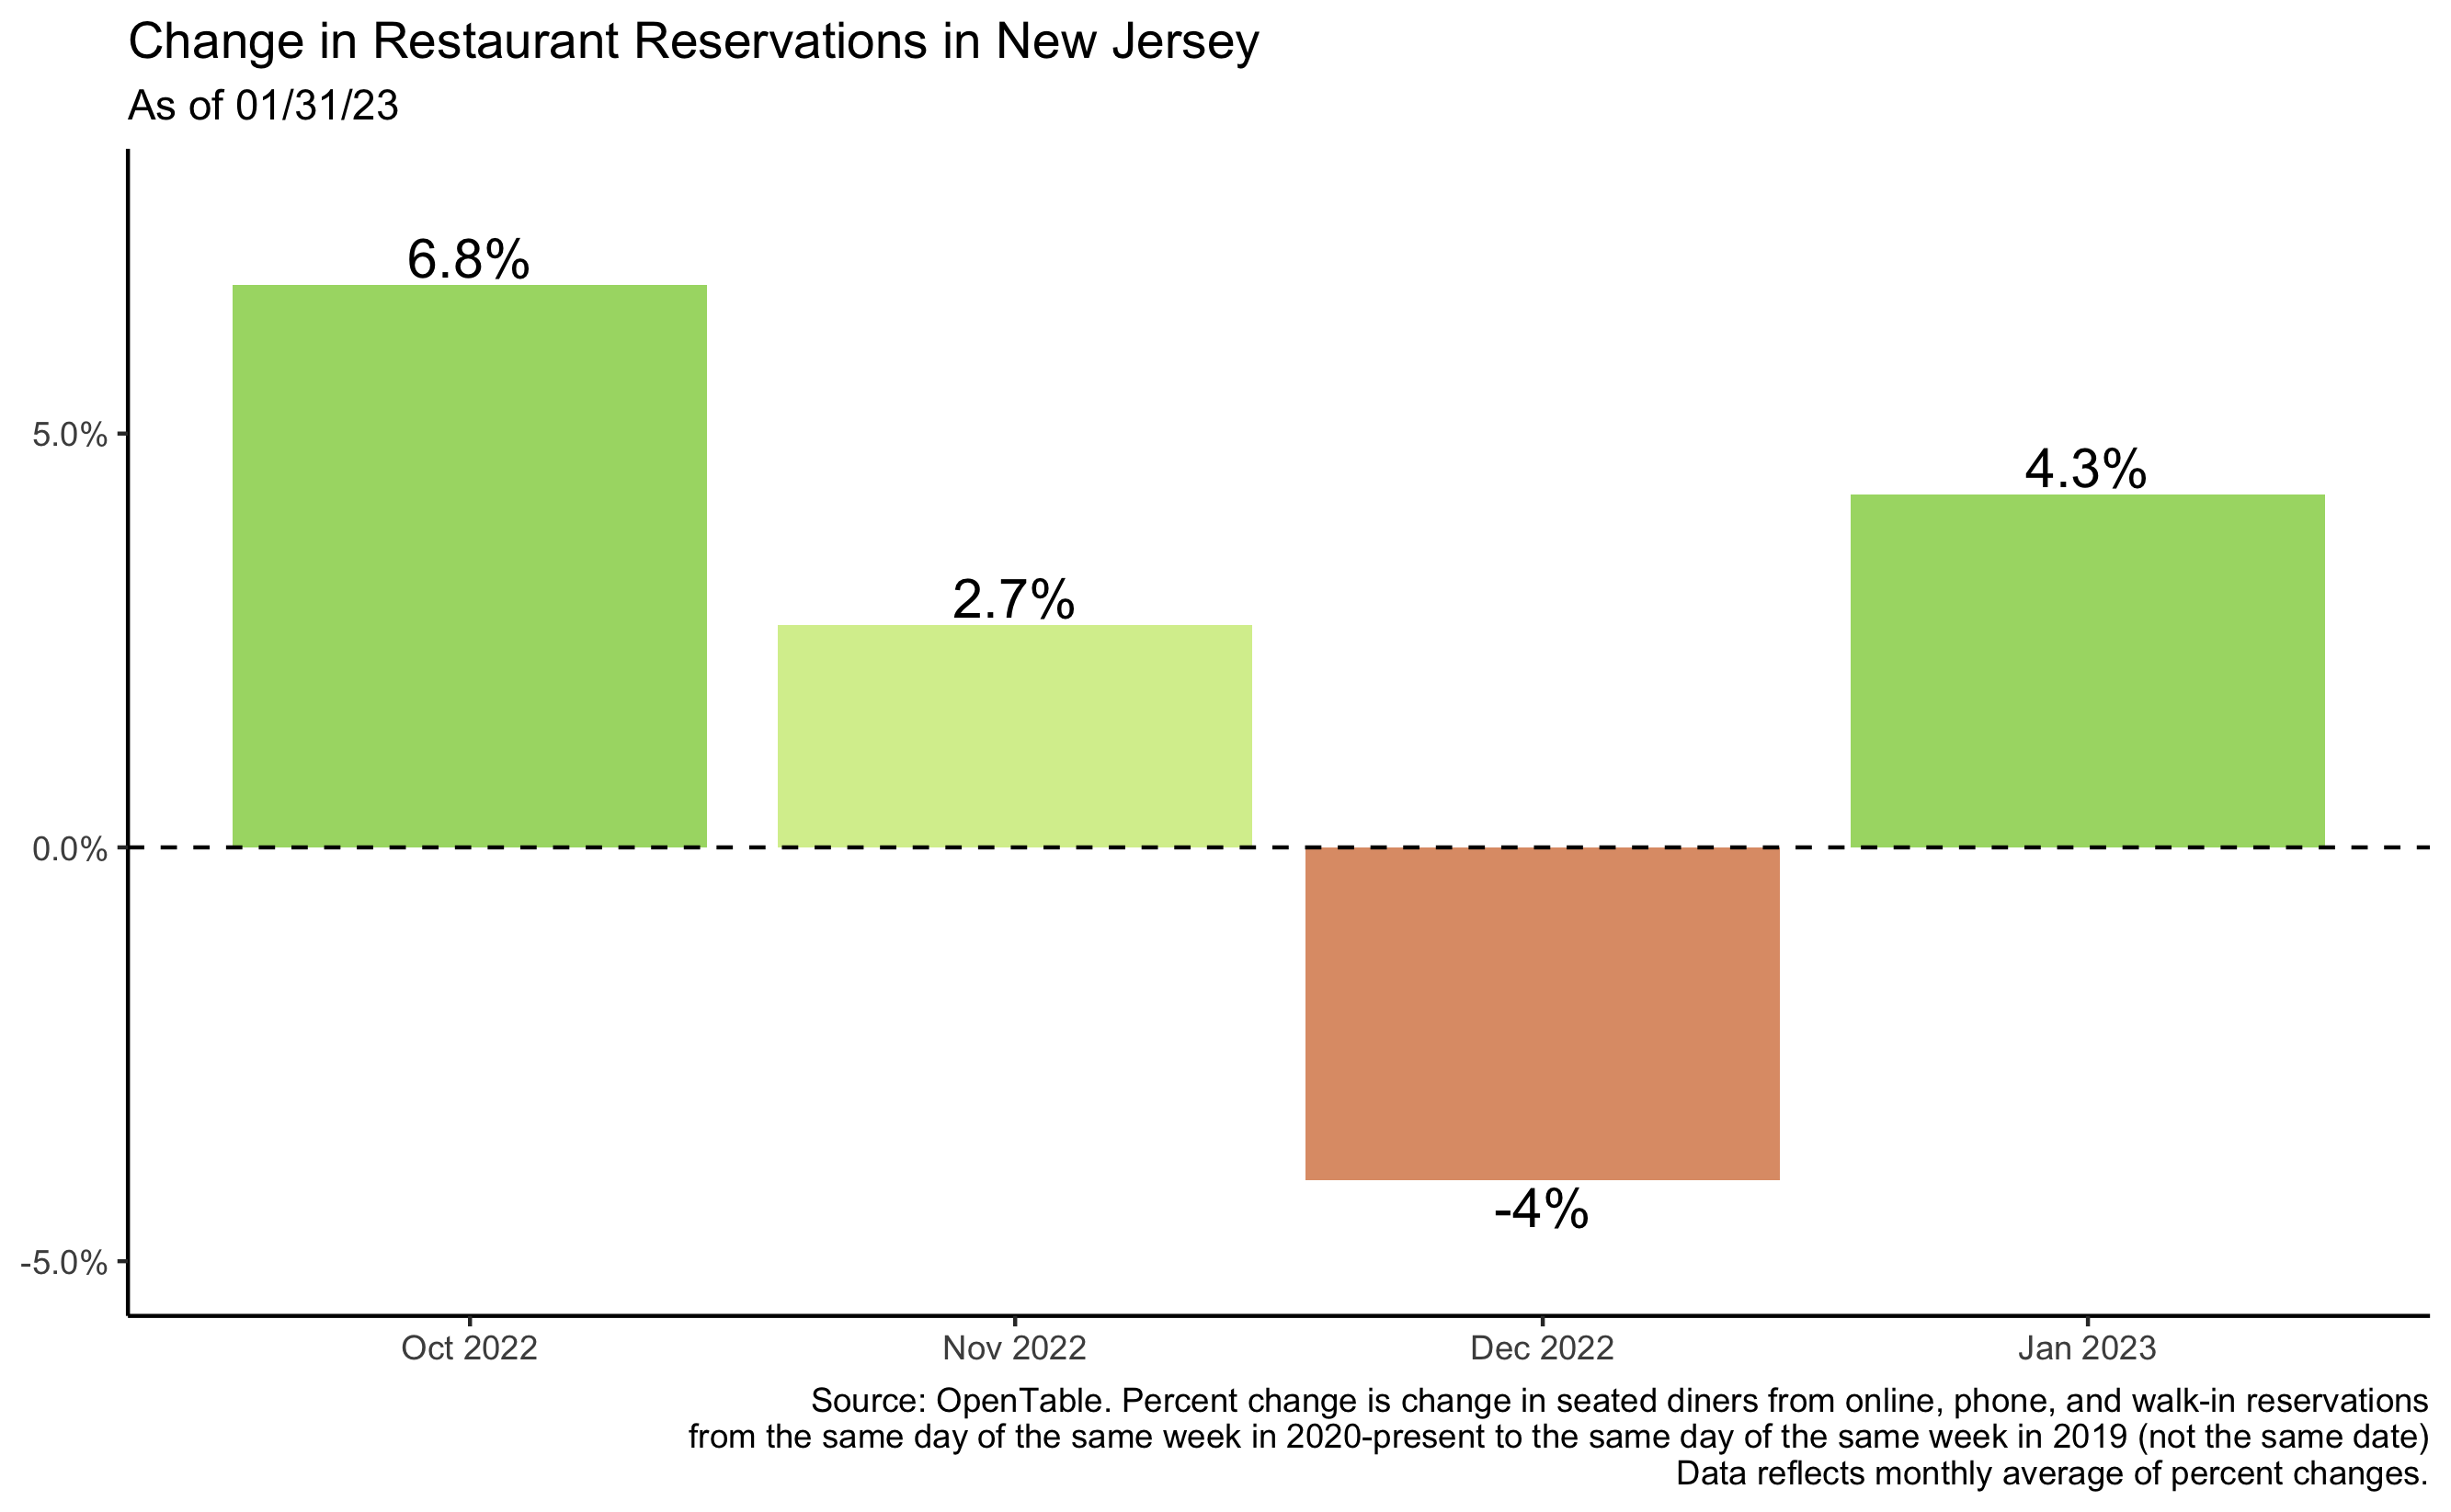 Change in Restaurant Reservations in New Jersey
As of 01/31/23
6.8%
5.0%
4.3%
2.7%
0.0%
-4%
-5.0%
Oct 2022
Nov 2022
Dec 2022
Jan 2023
Source: OpenTable. Percent change is change in seated diners from online, phone, and walk-in reservations
from the same day of the same week in 2020-present to the same day of the same week in 2019 (not the same date)
Data reflects monthly average of percent changes.